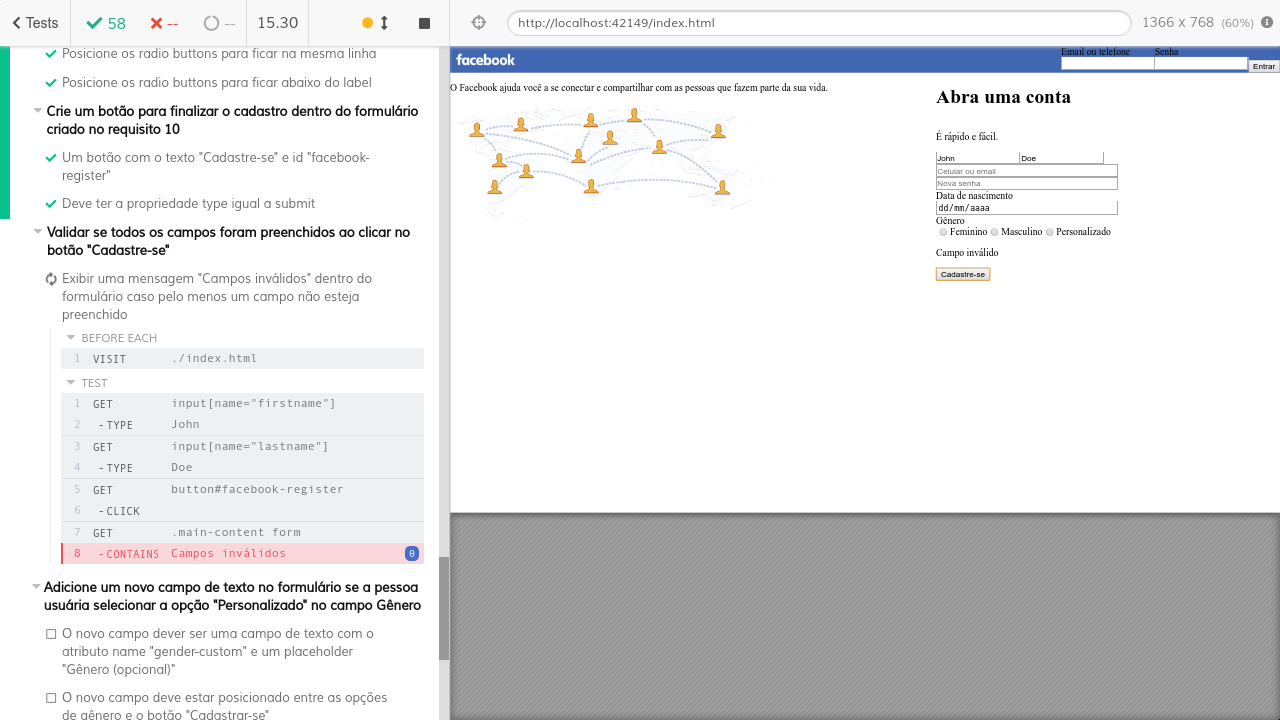 Tests
58
--
--
15.30
http://localhost:42149/index.html
1366 x 768 (60%)
Posicione os radio buttons para ficar na mesma linha
Posicione os radio buttons para ficar abaixo do label
Crie um botão para finalizar o cadastro dentro do formulário
criado no requisito 10
Um botão com o texto "Cadastre-se" e id "facebook-
register"
Deve ter a propriedade type igual a submit
Validar se todos os campos foram preenchidos ao clicar no
botão "Cadastre-se"
Exibir uma mensagem "Campos inválidos" dentro do
formulário caso pelo menos um campo não esteja
preenchido
BEFORE EACH
1 VISIT ./index.html
TEST
1 GET input[name="firstname"]
2 -TYPE John
3 GET input[name="lastname"]
4 -TYPE Doe
5 GET button#facebook-register
6 -CLICK
7 GET .main-content form
8 -CONTAINS Campos inválidos 0
Adicione um novo campo de texto no formulário se a pessoa
usuária selecionar a opção "Personalizado" no campo Gênero
O novo campo dever ser uma campo de texto com o
atributo name "gender-custom" e um placeholder
"Gênero (opcional)"
O novo campo deve estar posicionado entre as opções
de gênero e o botão "Cadastrar-se"
facebook
Email ou telefone Senha
Entrar
O Facebook ajuda você a se conectar e compartilhar com as pessoas que fazem parte da sua vida.
Abra uma conta
É rápido e fácil.
John Doe
Celular ou email
Nova senha
Data de nascimento
dd/mm/aaaa
Gênero
Feminino Masculino Personalizado
Campo inválido
Cadastre-se